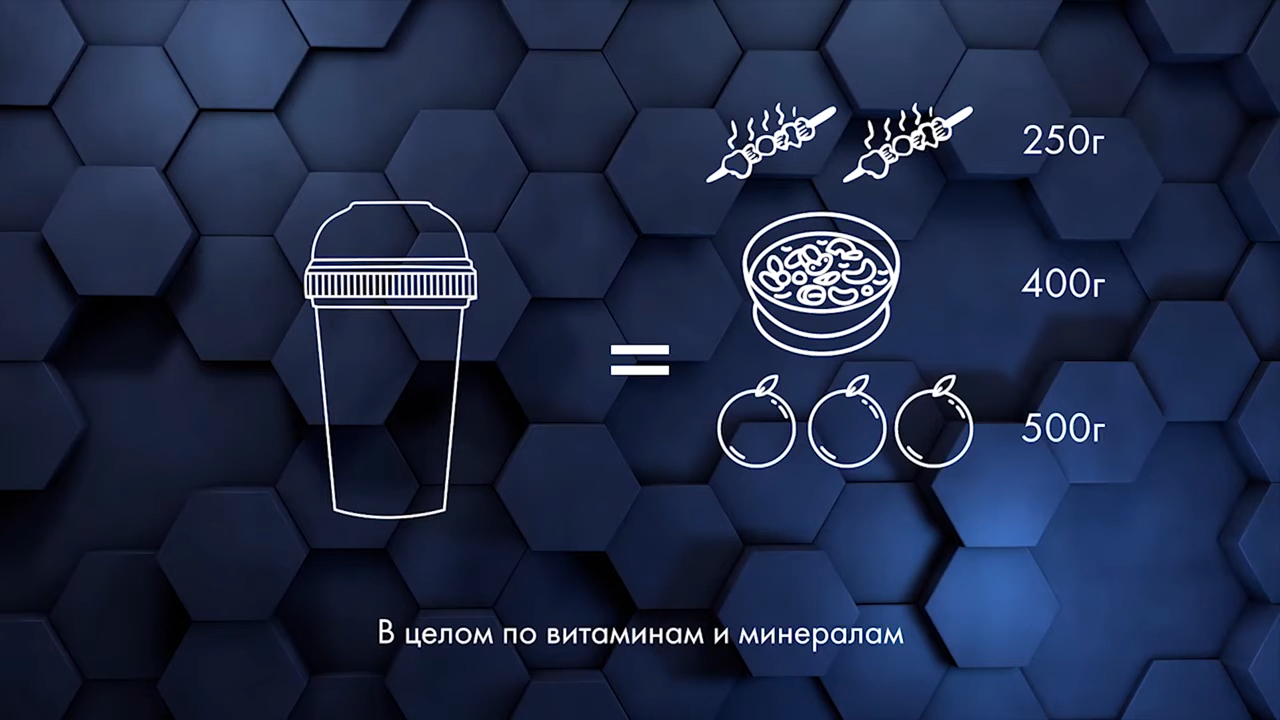 250г
400г
=
500г
В целом по витаминам и минералам